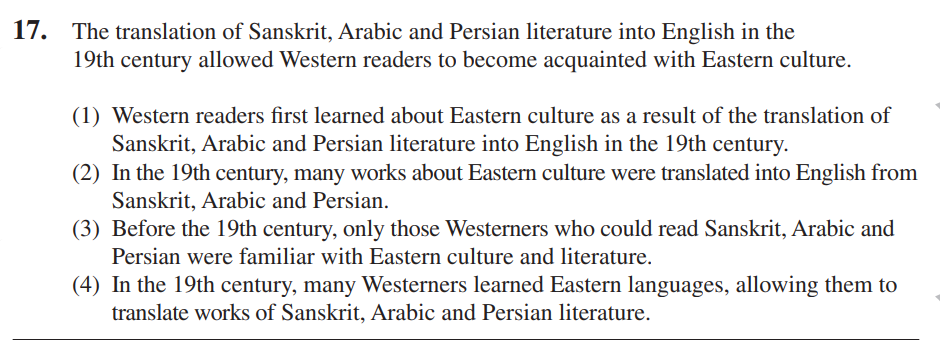 17. The translation of Sanskrit, Arabic and Persian literature into English in the
19th century allowed Western readers to become acquainted with Eastern culture.
(1) Western readers first learned about Eastern culture as a result of the translation of
Sanskrit, Arabic and Persian literature into English in the 19th century.
(2) In the 19th century, many works about Eastern culture were translated into English from
Sanskrit, Arabic and Persian.
(3) Before the 19th century, only those Westerners who could read Sanskrit, Arabic and
Persian were familiar with Eastern culture and literature.
(4) In the 19th century, many Westerners learned Eastern languages, allowing them to
translate works of Sanskrit, Arabic and Persian literature.